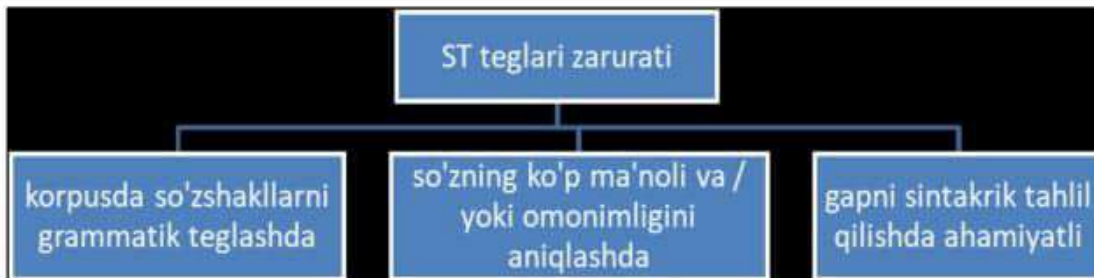 ST teglari zarurati
korpusda so'zshakllarni
grammatik teglashda
so'zning ko'p ma'noli va /
yoki omonimligini
aniqlashda
gapni sintakrik tahlil
qilishda ahamiyatli